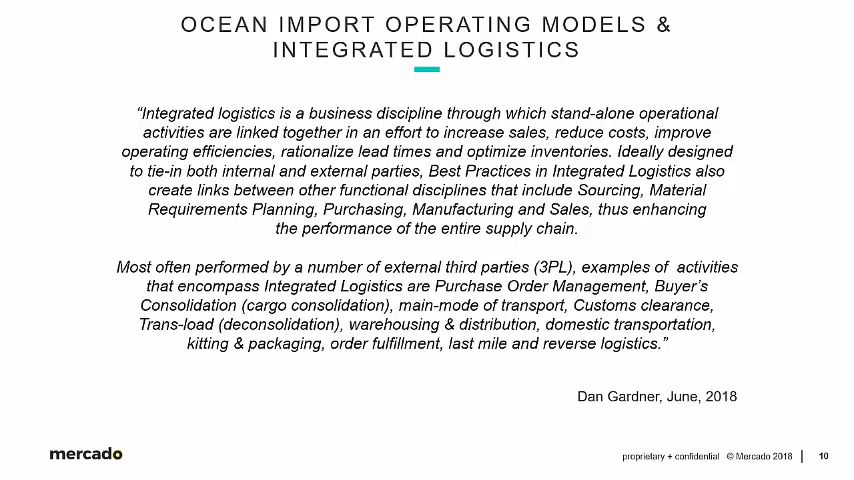 OCEAN IMPORT OPERATING MODELS &
INTEGRATED LOGISTICS
“Integrated logistics is a business discipline through which stand-alone operational
activities are linked together in an effort to increase sales, reduce costs, improve
operating efficiencies, rationalize lead times and optimize inventories. Ideally designed
to tie-in both internal and external parties, Best Practices in Integrated Logistics also
create links between other functional disciplines that include Sourcing, Material
Requirements Planning, Purchasing, Manufacturing and Sales, thus enhancing
the performance of the entire supply chain.
Most often performed by a number of external third parties (3PL), examples of activities
that encompass Integrated Logistics are Purchase Order Management, Buyer’s
Consolidation (cargo consolidation), main-mode of transport, Customs clearance,
Trans-load (deconsolidation), warehousing & distribution, domestic transportation,
kitting & packaging, order fulfillment, last mile and reverse logistics.”
Dan Gardner, June, 2018
mercado
proprietary + confidential © Mercado 2018 | 10